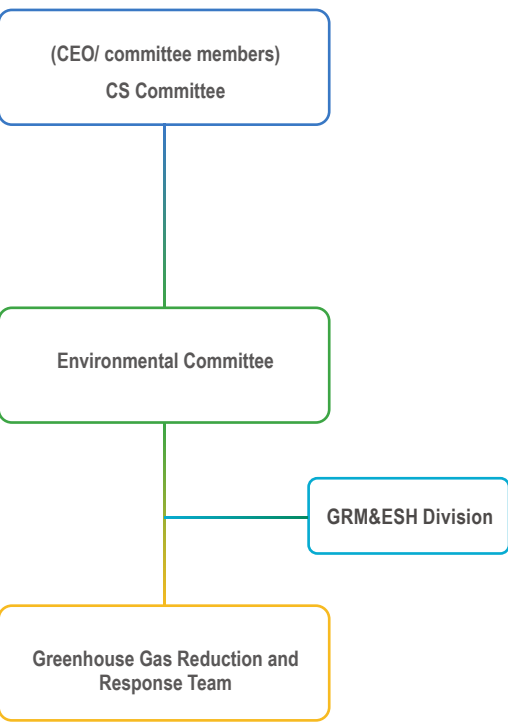 (CEO/ committee members)
CS Committee
Environmental Committee
GRM&ESH Division
Greenhouse Gas Reduction and
Response Team